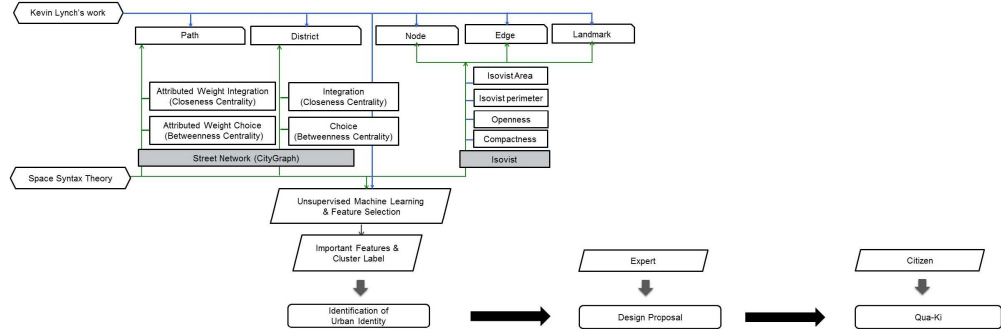 Kevin Lynch's work
Path
District
Node
Edge
Landmark
Attributed Weight Integration
(Closeness Centrality)
Integration
(Closeness Centrality)
Attributed Weight Choice
(Betweenness Centrality)
Choice
(Betweenness Centrality)
Isovist Area
Isovist perimeter
Openness
Compactness
Street Network (CityGraph)
Isovist
Space Syntax Theory
Unsupervised Machine Learning
& Feature Selection
Important Features &
Cluster Label
Expert
Citizen
Identification of
Urban Identity
Design Proposal
Qua-Ki